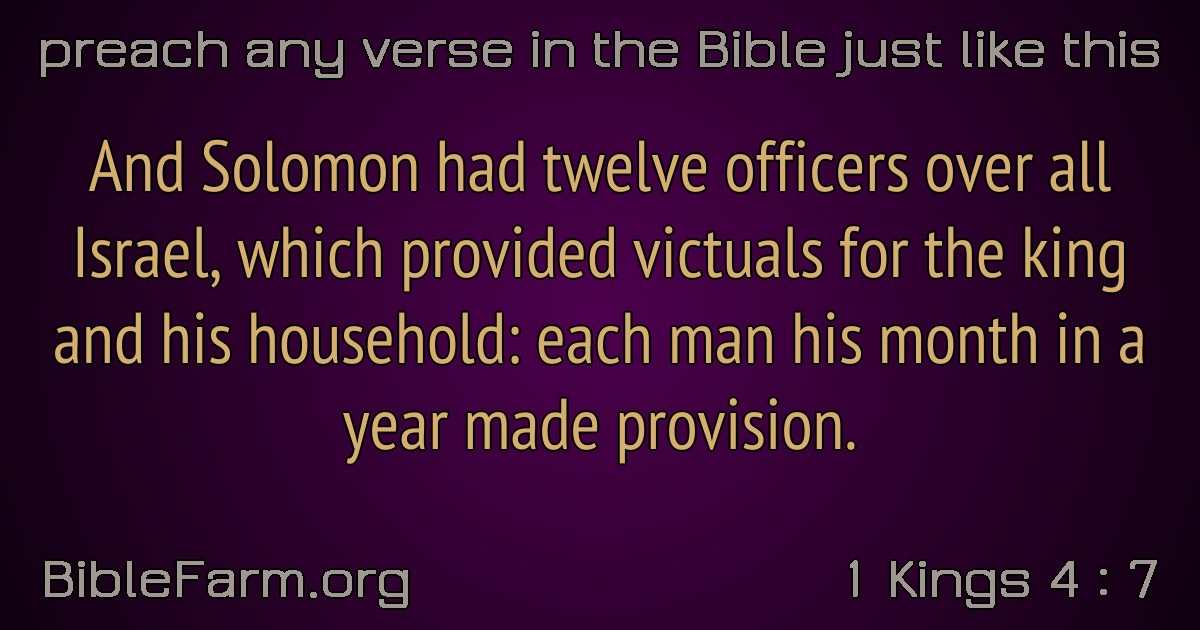 preach any verse in the Bible just like this
And Solomon had twelve officers over all
Israel, which provided victuals for the king
and his household: each man his month in a
year made provision.
BibleFarm.org
1 Kings 4 : 7